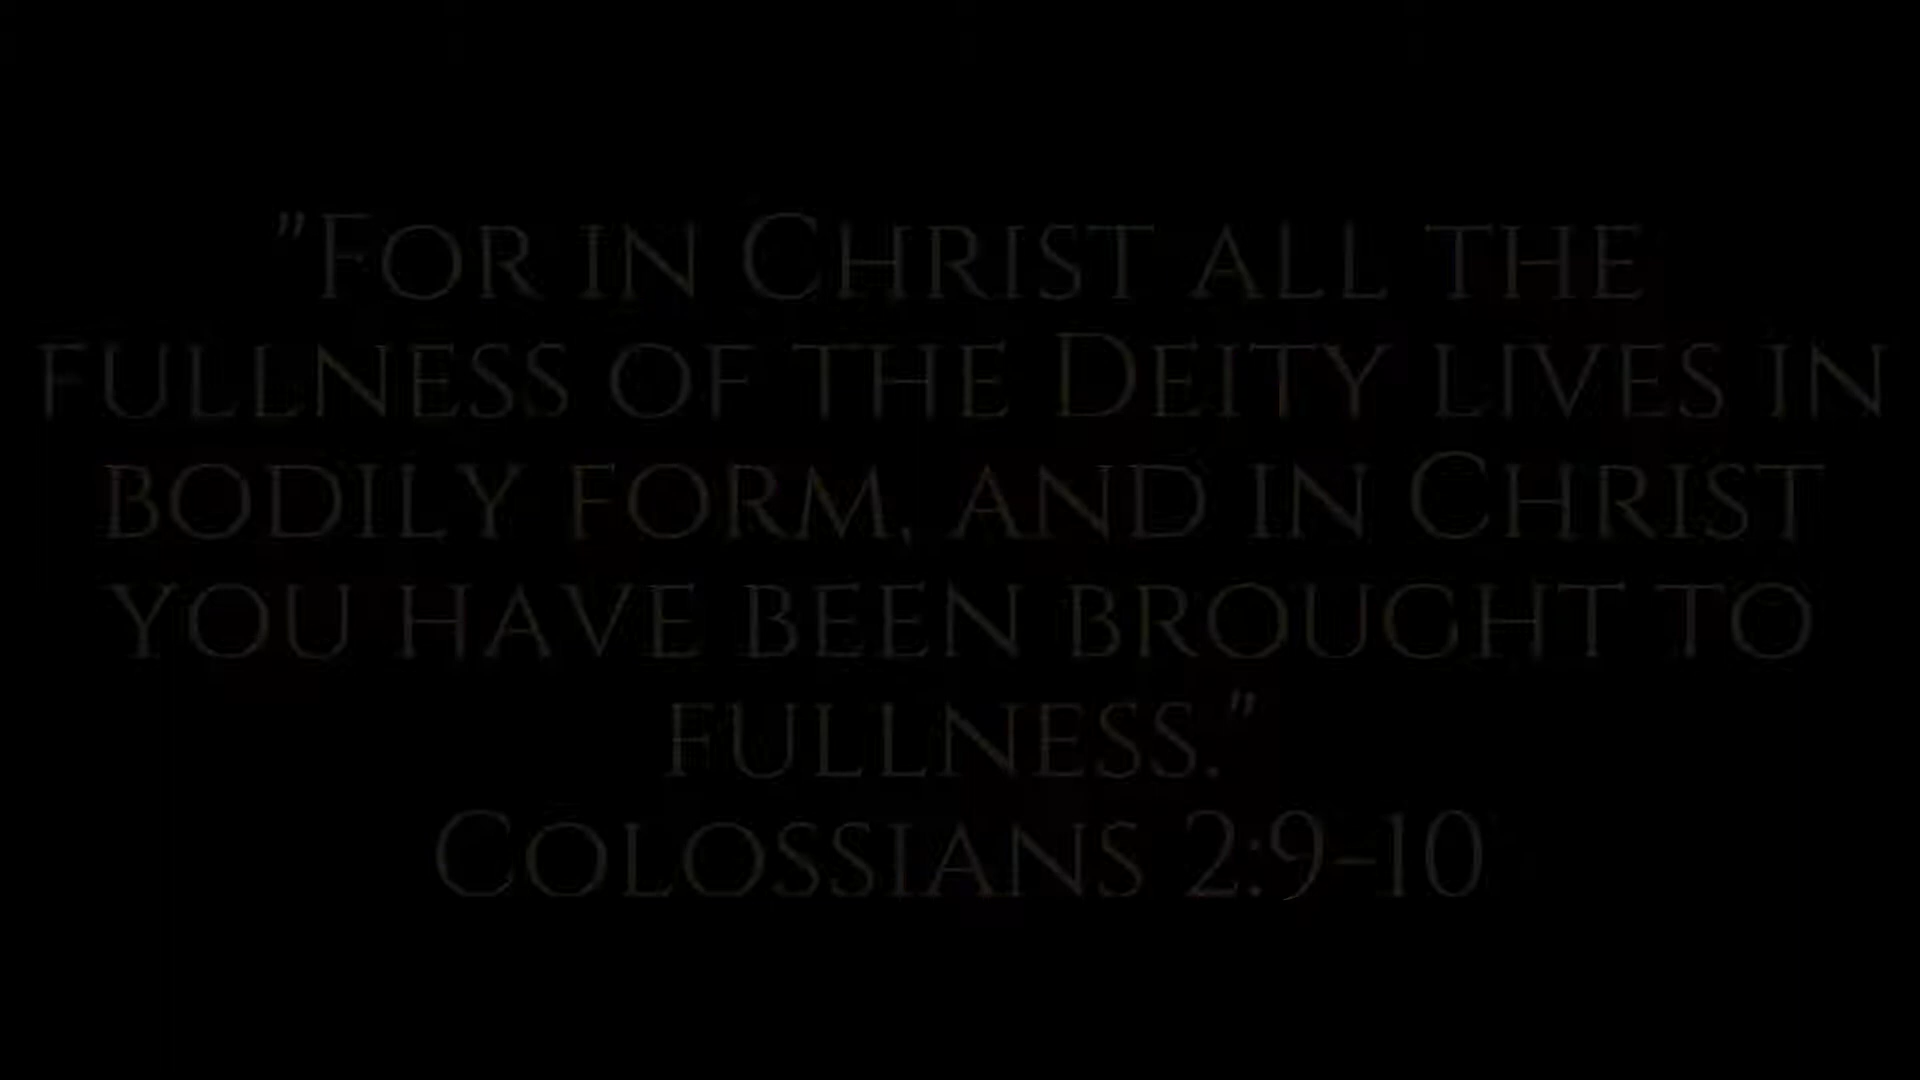 "For in Christ all the
fullness of the Deity lives in
bodily form, and in Christ
you have been brought to
fullness."
Colossians 2:9-10